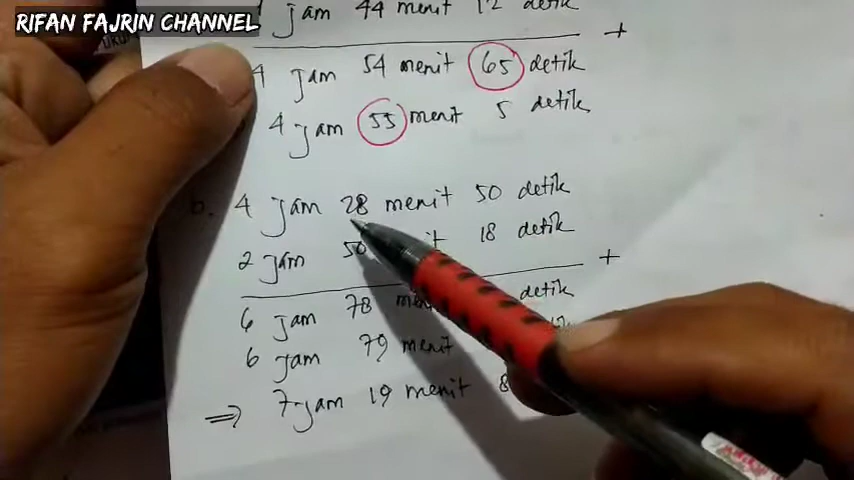 RIFAN FAJRIN CHANNEL
jam 44 menit 12 detik
+
4 jam 54 menit 65 detik
4 jam 55 menit 5 detik
b. 4 jam 28 menit 50 detik
2 jam 50 18 detik
+
6 jam 78 detik
6 jam 79 menit
⇒ 7 jam 19 menit 8